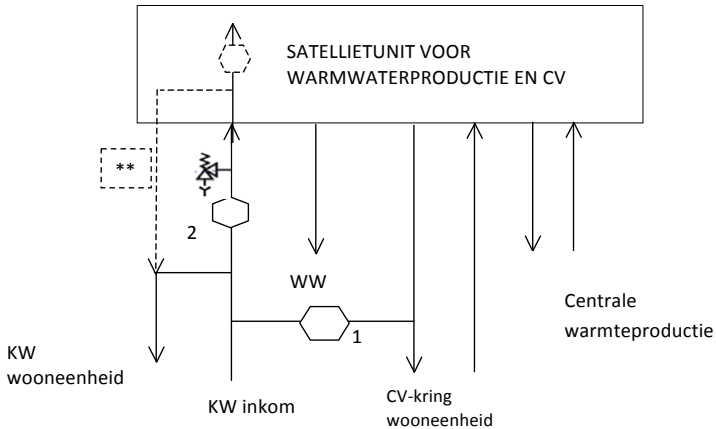 SATELLIETUNIT VOOR
WARMWATERPRODUCTIE EN CV
**
2
WW
1
Centrale
warmteproductie
KW
wooneenheid
KW inkom
CV-kring
wooneenheid